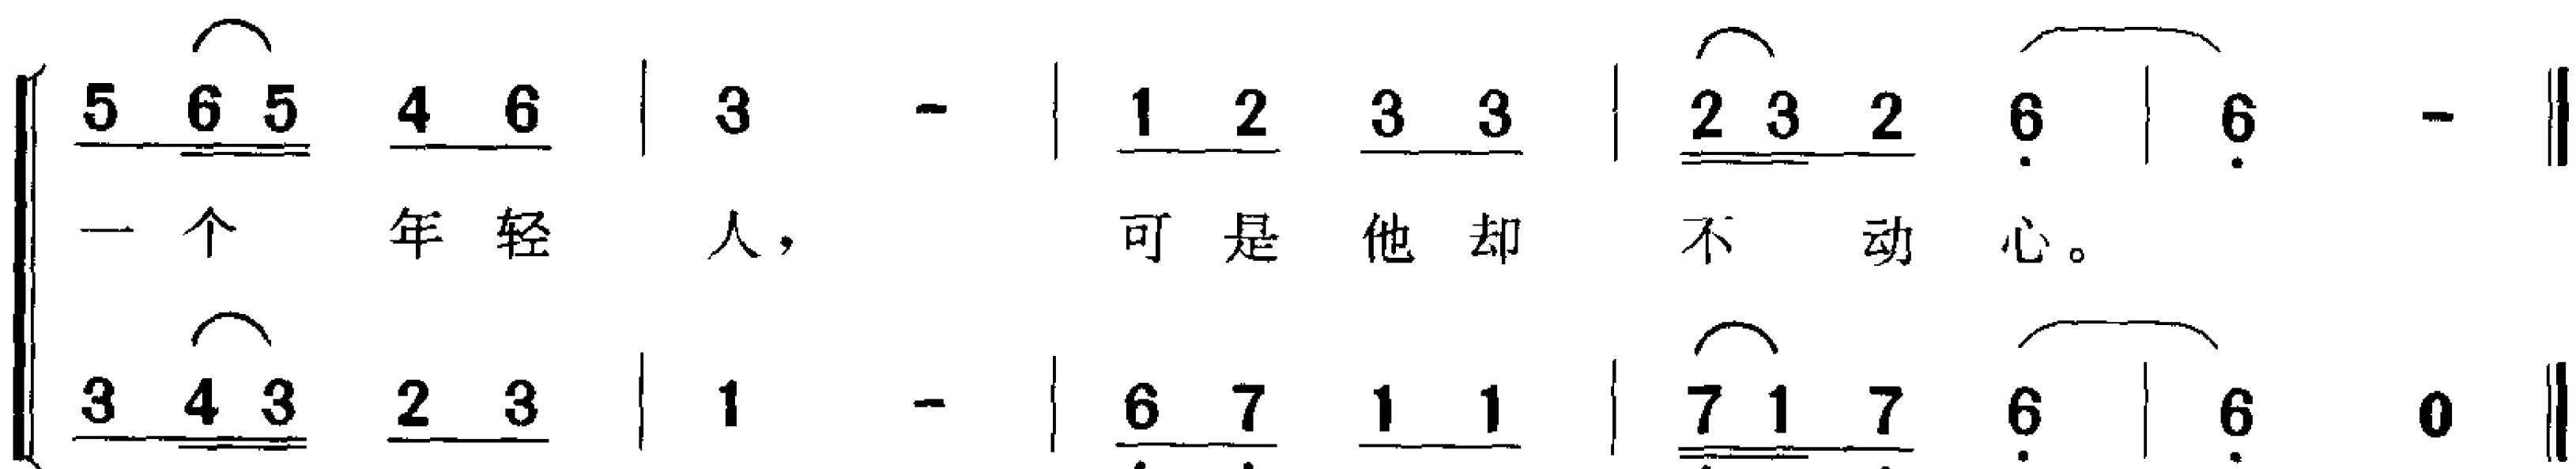 5 6 5 4 6 | 3 - | 1 2 3 3 | 2 3 2 6̣ | 6̣ - ‖
一个 年轻 人， 可是 他却 不 动 心。
3 4 3 2 3 | 1 - | 6̣ 7̣ 1 1 | 7̣ 1 7̣ 6̣ | 6̣ 0 ‖